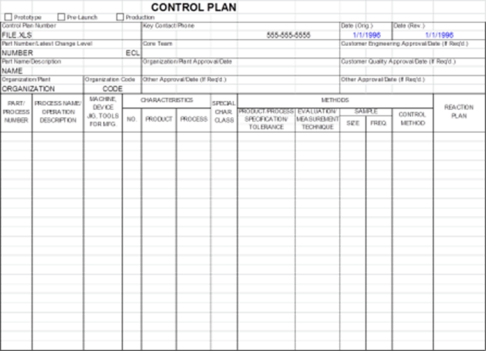 CONTROL PLAN
Prototype Pre-Launch Production
Control Plan Number Key Contact/Phone Date (Orig.) Date (Rev.)
FILE.XLS 555-555-5555 1/1/1996 1/1/1996
Part Number/Latest Change Level Core Team Customer Engineering Approval/Date (If Req'd.)
NUMBER ECL
Part Name/Description Organization/Plant Approval/Date Customer Quality Approval/Date (If Req'd.)
NAME
Organization/Plant Organization Code Other Approval/Date (If Req'd.) Other Approval/Date (If Req'd.)
ORGANIZATION CODE
PART/ PROCESS NUMBER
PROCESS NAME/ OPERATION DESCRIPTION
MACHINE, DEVICE JIG, TOOLS FOR MFG.
CHARACTERISTICS
NO. PRODUCT PROCESS
SPECIAL CHAR. CLASS
METHODS
PRODUCT/PROCESS SPECIFICATION/ TOLERANCE
EVALUATION/ MEASUREMENT TECHNIQUE
SAMPLE
SIZE FREQ.
CONTROL METHOD
REACTION PLAN